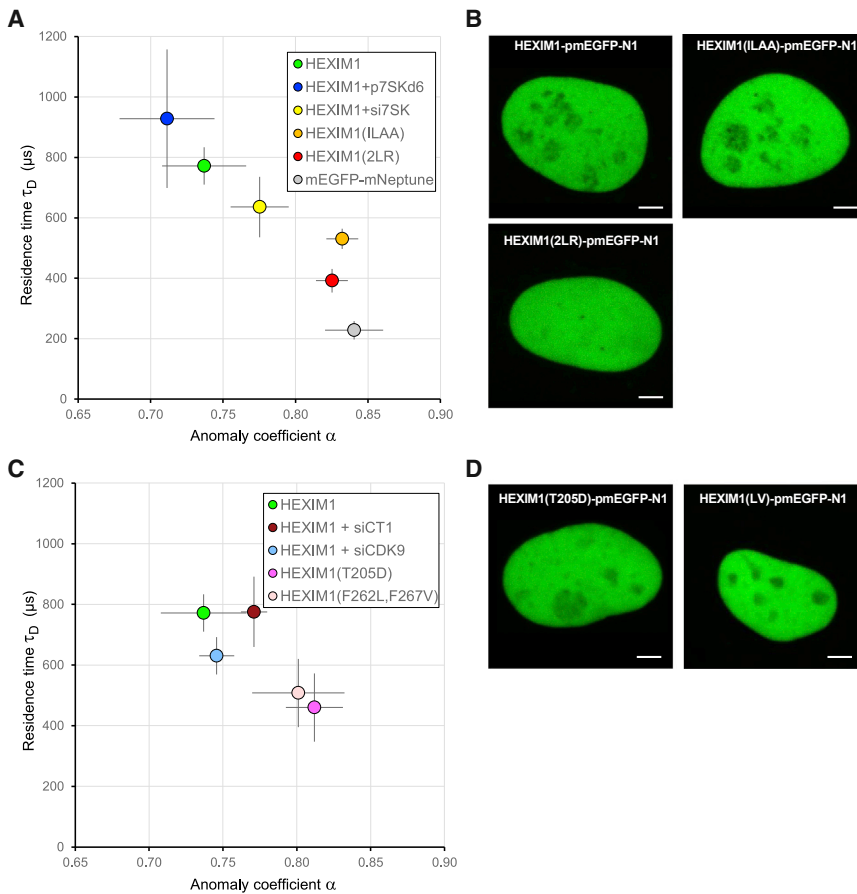 A
1200
1000
800
600
400
200
0
Residence time τD (μs)
0.65 0.70 0.75 0.80 0.85 0.90
Anomaly coefficient α
HEXIM1
HEXIM1+p7SKd6
HEXIM1+si7SK
HEXIM1(ILAA)
HEXIM1(2LR)
mEGFP-mNeptune
B
HEXIM1-pmEGFP-N1
HEXIM1(ILAA)-pmEGFP-N1
HEXIM1(2LR)-pmEGFP-N1
C
1200
1000
800
600
400
200
0
Residence time τD (μs)
0.65 0.70 0.75 0.80 0.85 0.90
Anomaly coefficient α
HEXIM1
HEXIM1 + siCT1
HEXIM1 + siCDK9
HEXIM1(T205D)
HEXIM1(F262L,F267V)
D
HEXIM1(T205D)-pmEGFP-N1
HEXIM1(LV)-pmEGFP-N1